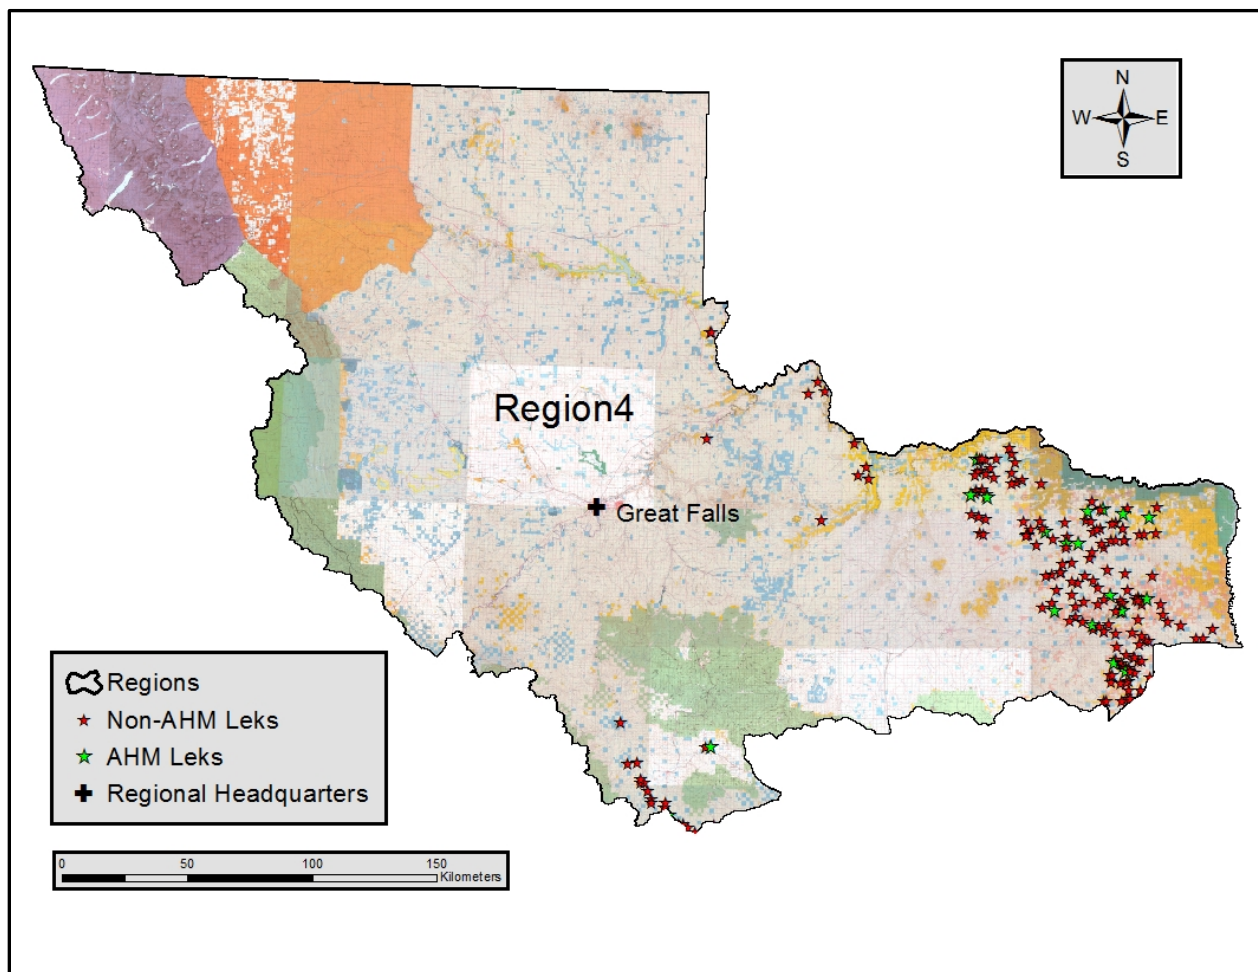 N
W E
S
Region4
Great Falls
Regions
Non-AHM Leks
AHM Leks
Regional Headquarters
0 50 100 150
Kilometers